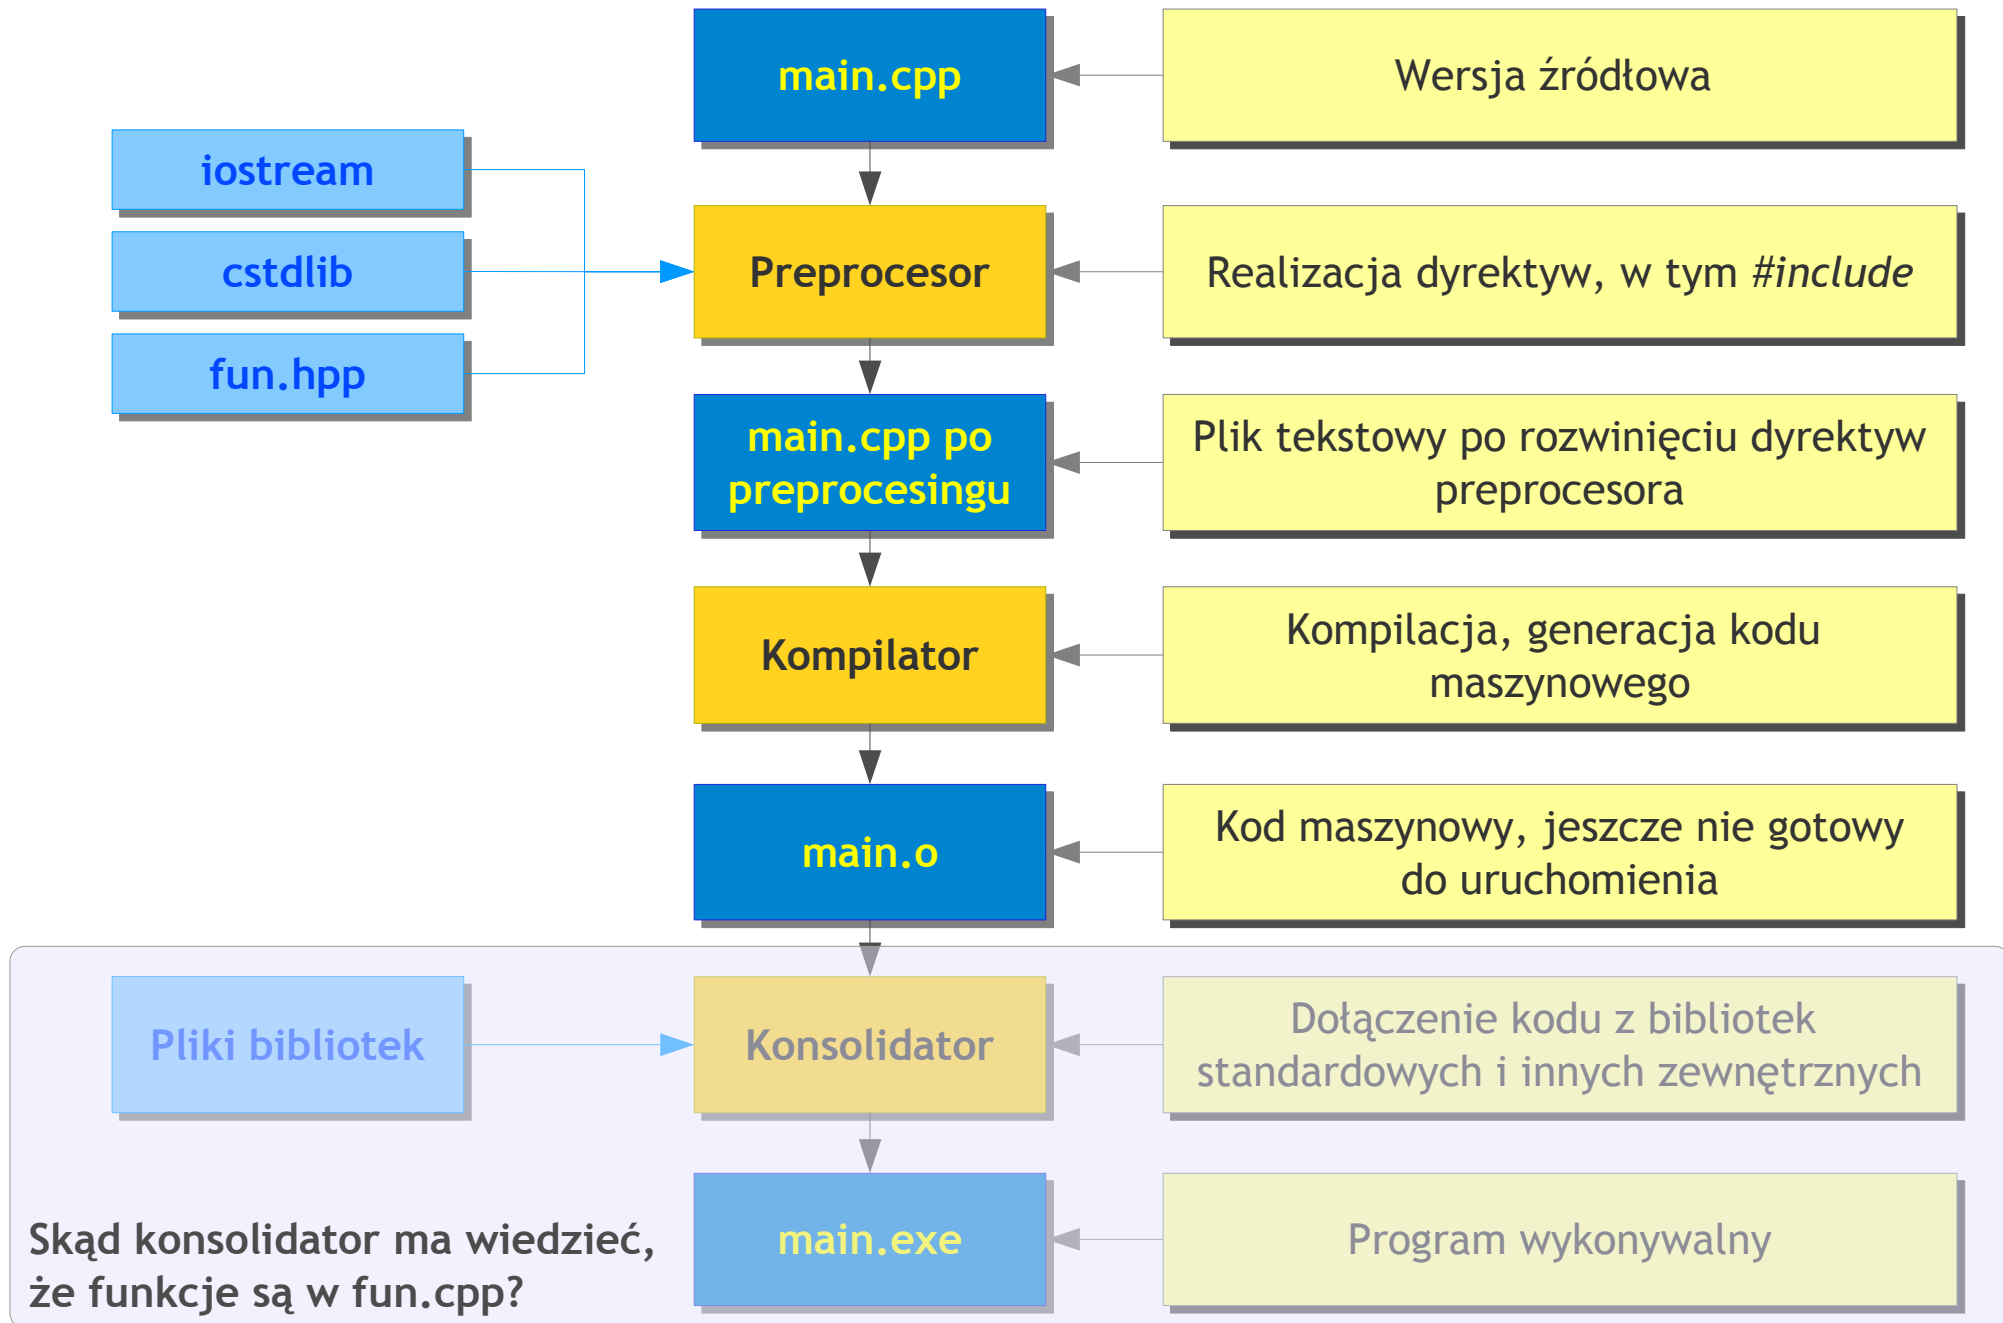 main.cpp
Wersja źródłowa
iostream
cstdlib
fun.hpp
Preprocesor
Realizacja dyrektyw, w tym #include
main.cpp po
preprocesingu
Plik tekstowy po rozwinięciu dyrektyw
preprocesora
Kompilator
Kompilacja, generacja kodu
maszynowego
main.o
Kod maszynowy, jeszcze nie gotowy
do uruchomienia
Pliki bibliotek
Konsolidator
Dołączenie kodu z bibliotek
standardowych i innych zewnętrznych
Skąd konsolidator ma wiedzieć,
że funkcje są w fun.cpp?
main.exe
Program wykonywalny